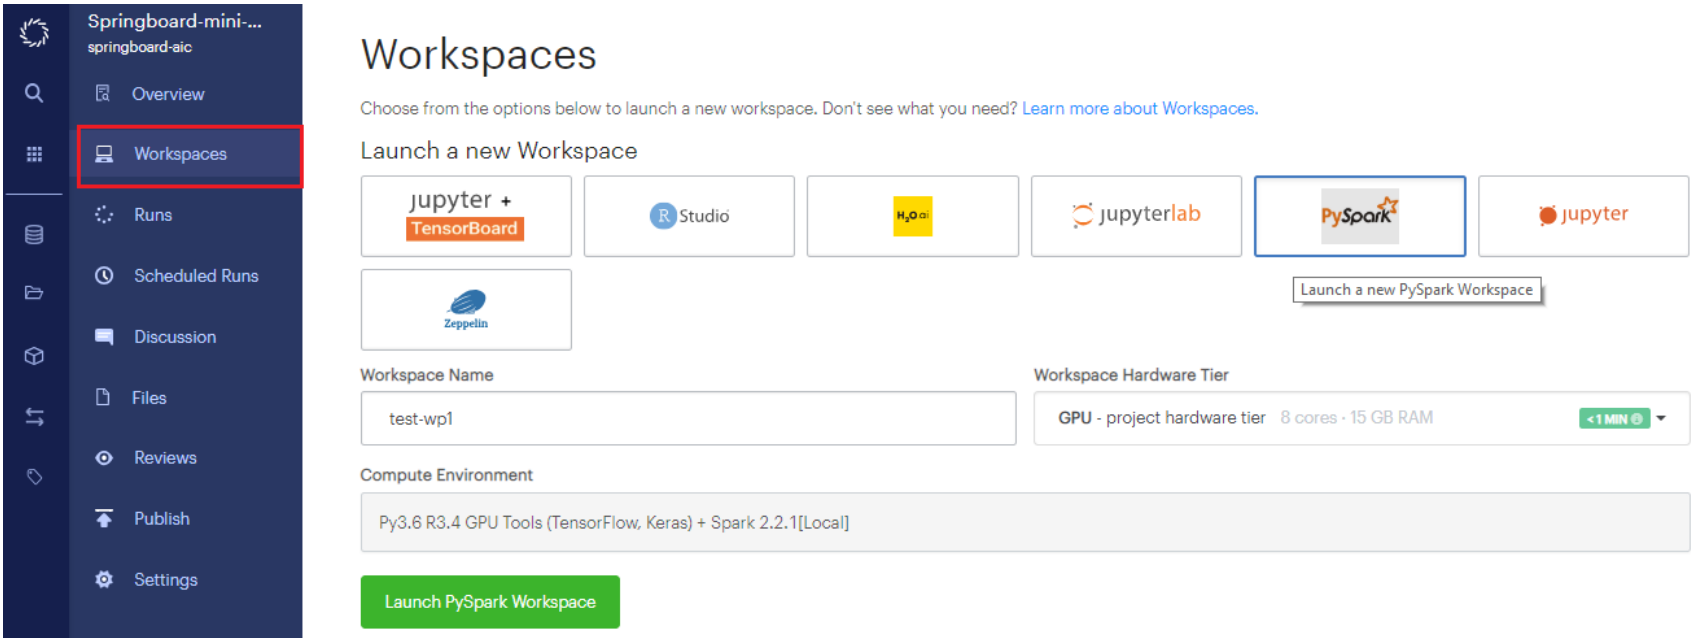 Springboard-mini-...
springboard-aic
Overview
Workspaces
Runs
Scheduled Runs
Discussion
Files
Reviews
Publish
Settings
Workspaces
Choose from the options below to launch a new workspace. Don't see what you need? Learn more about Workspaces.
Launch a new Workspace
jupyter +
TensorBoard
R Studio
H₂O ai
jupyterlab
PySpark
jupyter
Launch a new PySpark Workspace
Zeppelin
Workspace Name
test-wp1
Workspace Hardware Tier
GPU - project hardware tier 8 cores · 15 GB RAM <1 MIN
Compute Environment
Py3.6 R3.4 GPU Tools (TensorFlow, Keras) + Spark 2.2.1[Local]
Launch PySpark Workspace